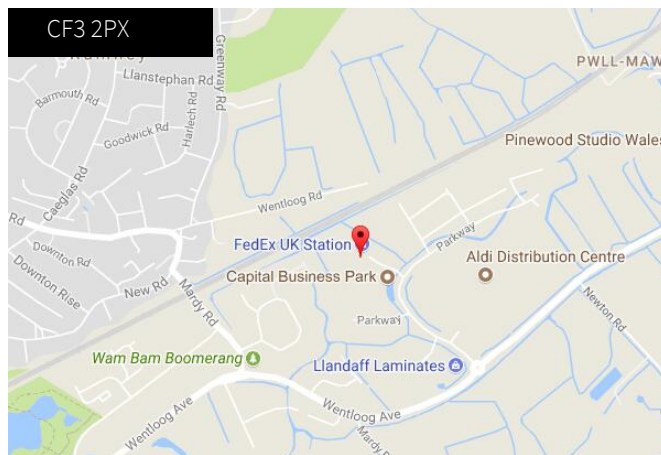 CF3 2PX
Llanstephan Rd
Greenway Rd
PWLL-MAW
Barmouth Rd
Goodwick Rd
Harlech Rd
Pinewood Studio Wales
Caeglas Rd
Wentloog Rd
Rd
FedEx UK Station
Parkway
Downton Rd
Aldi Distribution Centre
Capital Business Park
Downton Rise
New Rd
Mardy Rd
Newton Rd
Parkway
Wam Bam Boomerang
Llandaff Laminates
Wentloog Ave
Wentloog Ave
Mardy Rd